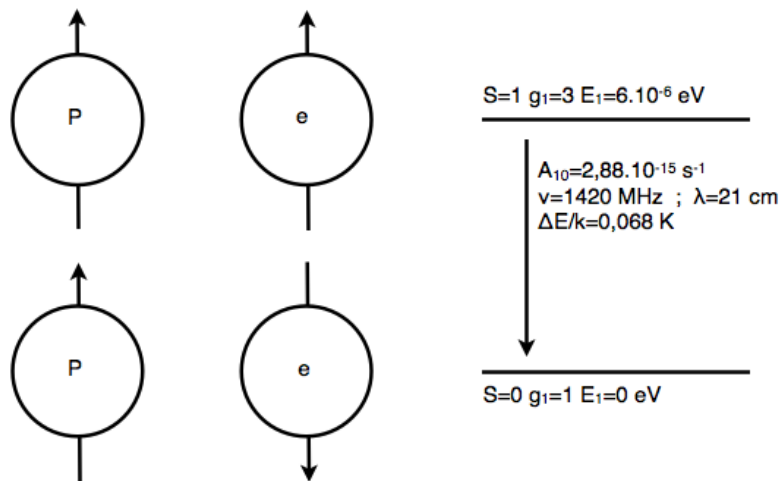 P
e
S=1 g₁=3 E₁=6.10⁻⁶ eV
A₁₀=2,88.10⁻¹⁵ s⁻¹
ν=1420 MHz ; λ=21 cm
ΔE/k=0,068 K
P
e
S=0 g₁=1 E₁=0 eV